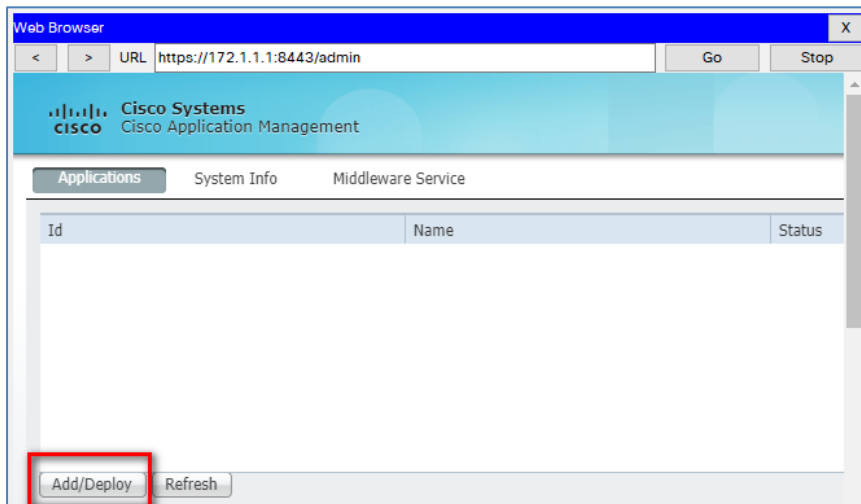 Web Browser X
< > URL https://172.1.1.1:8443/admin Go Stop
Cisco Systems
CISCO Cisco Application Management
Applications System Info Middleware Service
Id Name Status
Add/Deploy Refresh